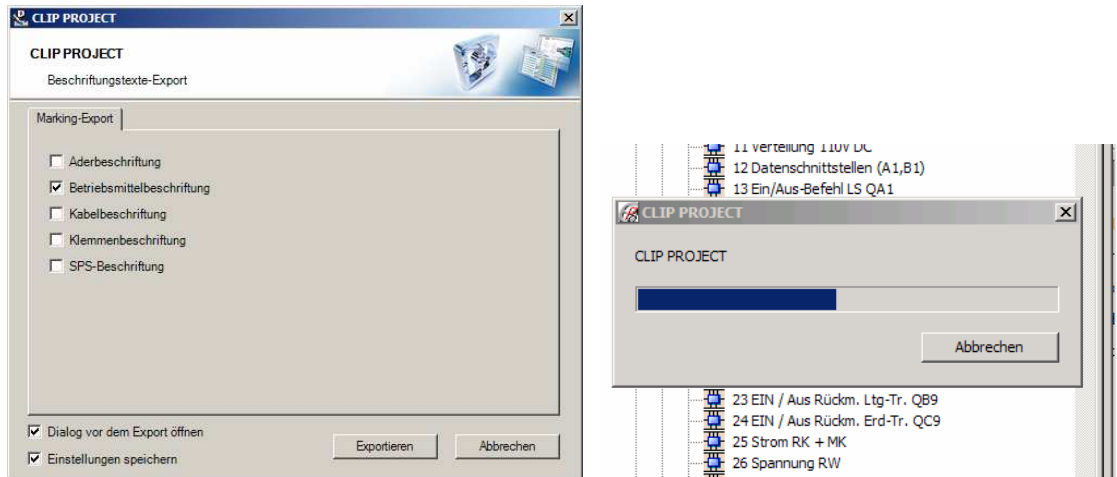 CLIP PROJECT
CLIP PROJECT
Beschriftungstexte-Export
Marking-Export
Aderbeschriftung
Betriebsmittelbeschriftung
Kabelbeschriftung
Klemmenbeschriftung
SPS-Beschriftung
Dialog vor dem Export öffnen
Einstellungen speichern
Exportieren
Abbrechen
11 Verteilung 110V DC
12 Datenschnittstellen (A1,B1)
13 Ein/Aus-Befehl LS QA1
CLIP PROJECT
CLIP PROJECT
Abbrechen
23 EIN / Aus Rückm. Ltg-Tr. QB9
24 EIN / Aus Rückm. Erd-Tr. QC9
25 Strom RK + MK
26 Spannung RW